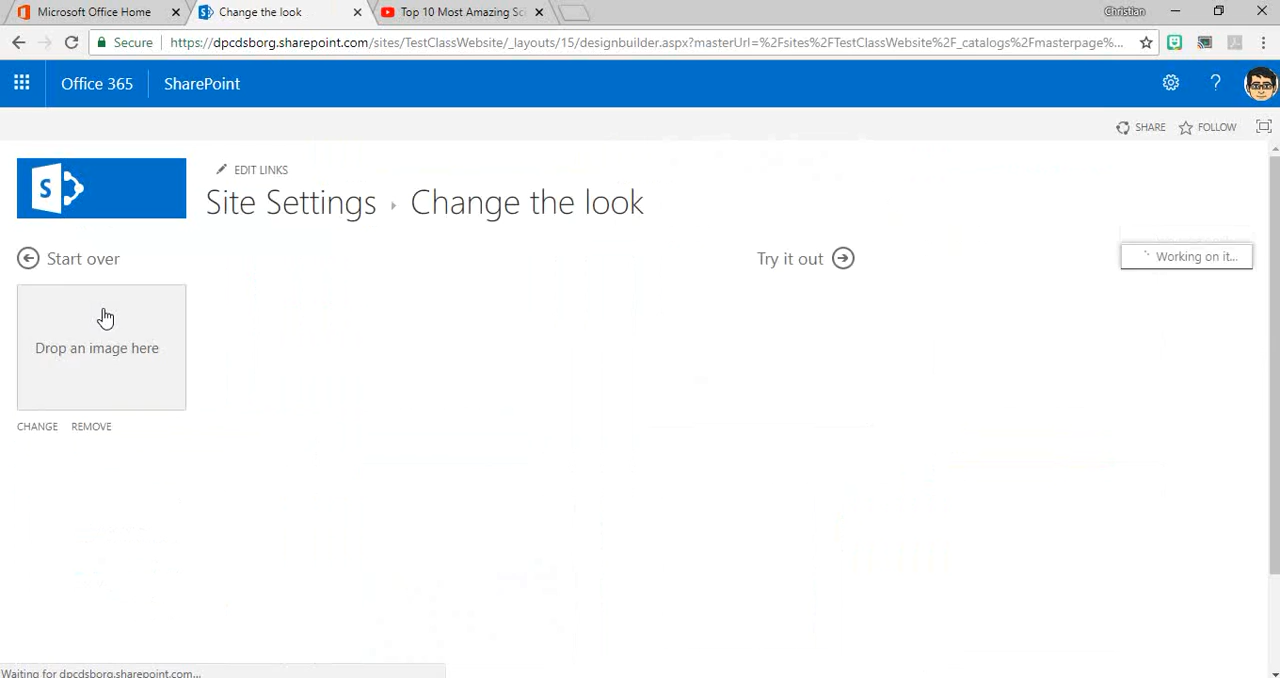 Microsoft Office Home
Change the look
Top 10 Most Amazing Sci
Christian
Secure
https://dpcdsborg.sharepoint.com/sites/TestClassWebsite/_layouts/15/designbuilder.aspx?masterUrl=%2Fsites%2FTestClassWebsite%2F_catalogs%2Fmasterpage%...
Office 365
SharePoint
?
SHARE
FOLLOW
S
EDIT LINKS
Site Settings ▸ Change the look
Start over
Try it out
Working on it...
Drop an image here
CHANGE
REMOVE
Waiting for dpcdsborg.sharepoint.com...